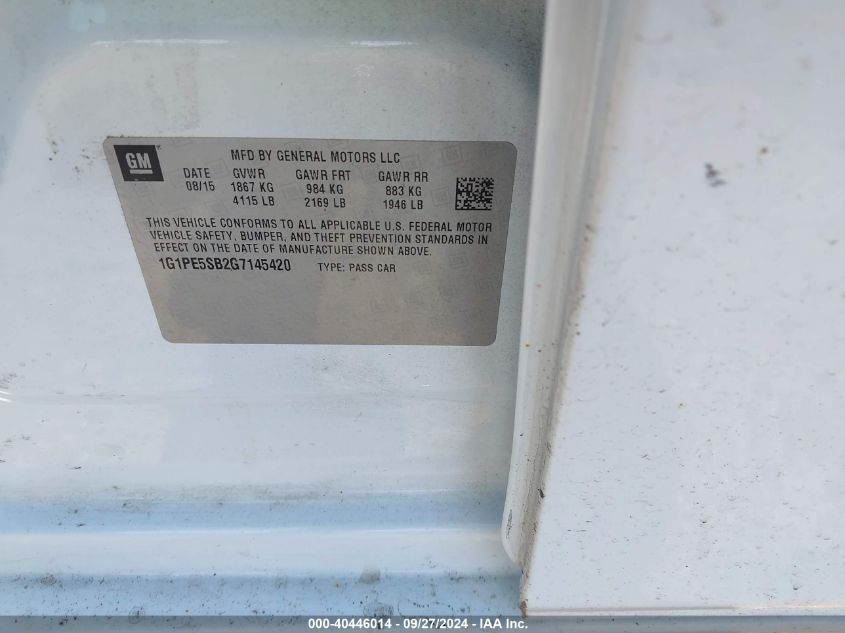 GM
MFD BY GENERAL MOTORS LLC
DATE GVWR GAWR FRT GAWR RR
08/15 1867 KG 984 KG 883 KG
4115 LB 2169 LB 1946 LB
THIS VEHICLE CONFORMS TO ALL APPLICABLE U.S. FEDERAL MOTOR
VEHICLE SAFETY, BUMPER, AND THEFT PREVENTION STANDARDS IN
EFFECT ON THE DATE OF MANUFACTURE SHOWN ABOVE.
1G1PE5SB2G7145420 TYPE: PASS CAR
000-40446014 - 09/27/2024 - IAA Inc.